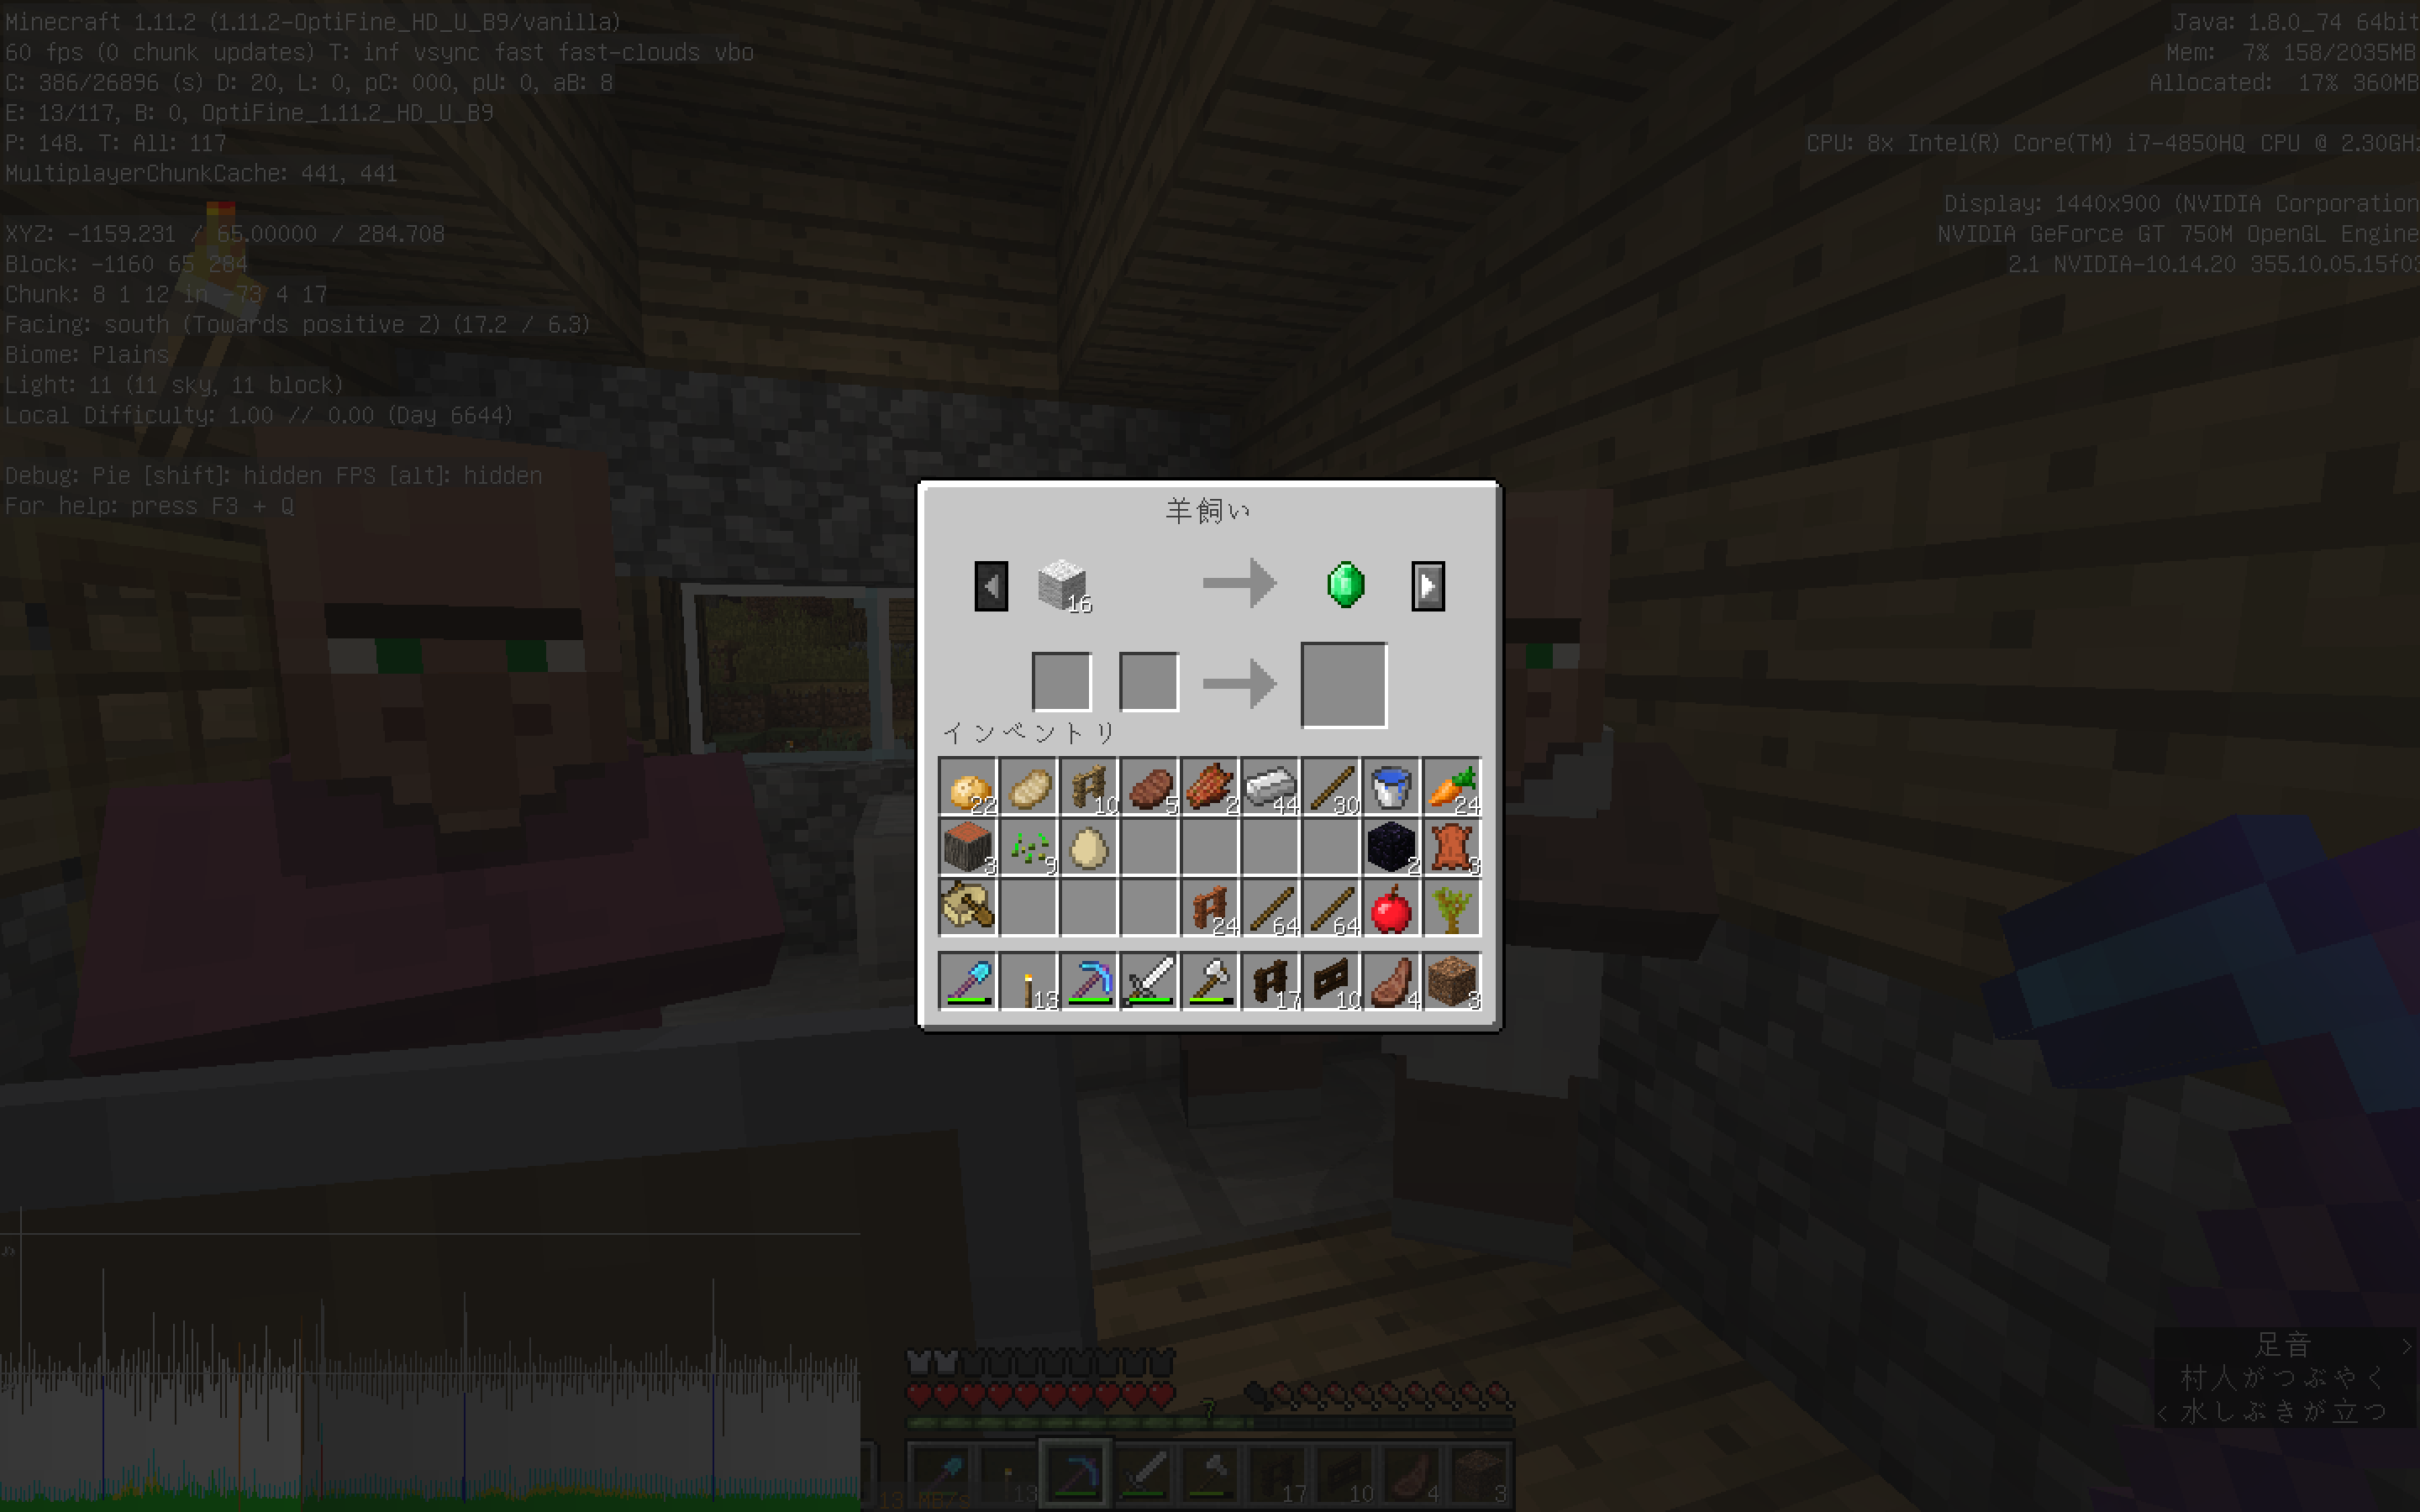 Minecraft 1.11.2 (1.11.2-OptiFine_HD_U_B9/vanilla)
60 fps (0 chunk updates) T: inf vsync fast fast-clouds vbo
C: 386/26896 (s) D: 20, L: 0, pC: 000, pU: 0, aB: 8
E: 13/117, B: 0, OptiFine_1.11.2_HD_U_B9
P: 148. T: All: 117
MultiplayerChunkCache: 441, 441
XYZ: -1159.231 / 65.00000 / 284.708
Block: -1160 65 284
Chunk: 8 1 12 in -73 4 17
Facing: south (Towards positive Z) (17.2 / 6.3)
Biome: Plains
Light: 11 (11 sky, 11 block)
Local Difficulty: 1.00 // 0.00 (Day 6644)
Debug: Pie [shift]: hidden FPS [alt]: hidden
For help: press F3 + Q
Java: 1.8.0_74 64bit
Mem: 7% 158/2035MB
Allocated: 17% 360MB
CPU: 8x Intel(R) Core(TM) i7-4850HQ CPU @ 2.30GHz
Display: 1440x900 (NVIDIA Corporation
NVIDIA GeForce GT 750M OpenGL Engine
2.1 NVIDIA-10.14.20 355.10.05.15f03
羊飼い
16
インベントリ
22 10 5 2 44 30 24
3 9 2 3
24 64 64
13 17 10 4 3
足音 >
村人がつぶやく
< 水しぶきが立つ
7
13 MB/s
13 17 10 4 3